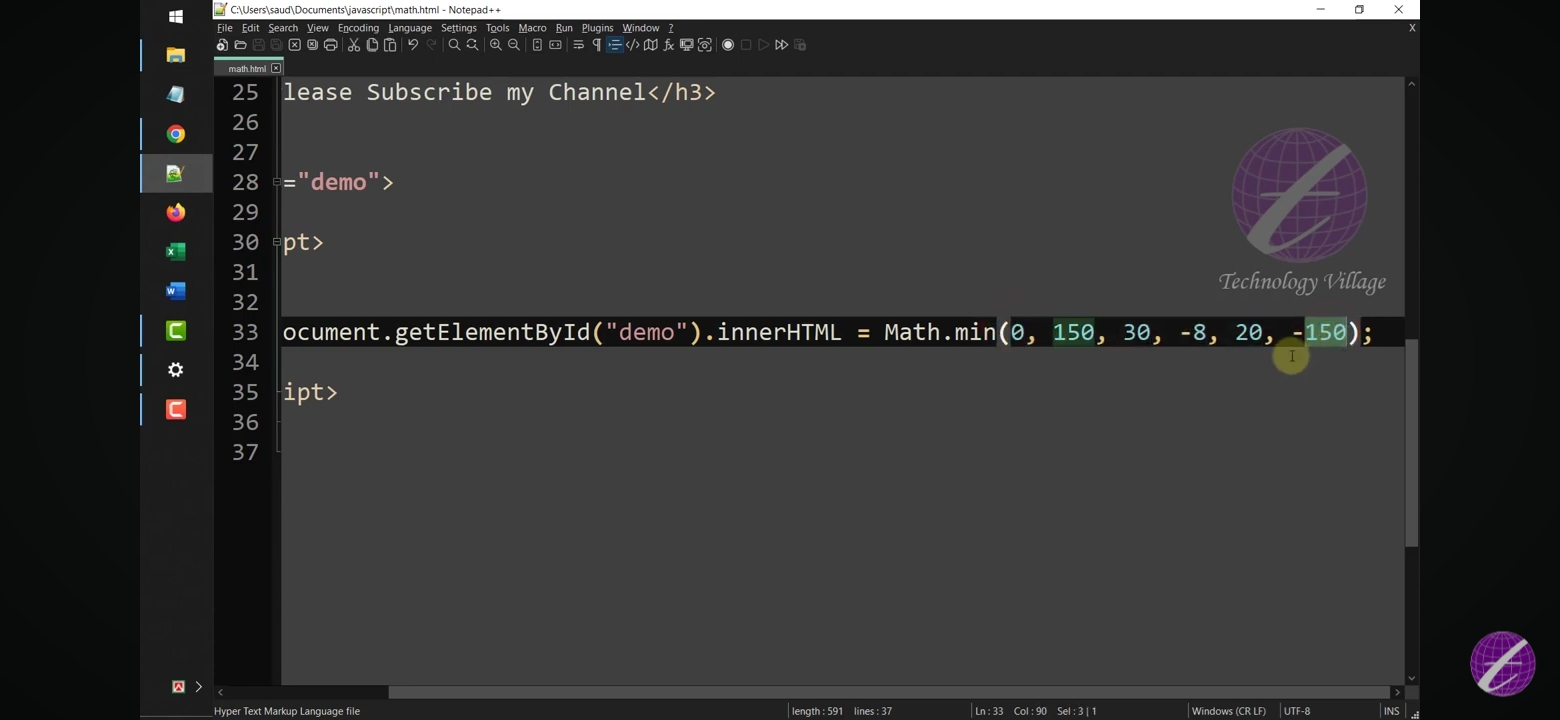 C:\Users\saud\Documents\javascript\math.html - Notepad++
File Edit Search View Encoding Language Settings Tools Macro Run Plugins Window ? X
math.html
25 lease Subscribe my Channel</h3>
26
27
28 ="demo">
29
30 pt>
31
32
33 ocument.getElementById("demo").innerHTML = Math.min(0, 150, 30, -8, 20, -150);
34
35 ipt>
36
37
Technology Village
Hyper Text Markup Language file length : 591 lines : 37 Ln : 33 Col : 90 Sel : 3 | 1 Windows (CR LF) UTF-8 INS